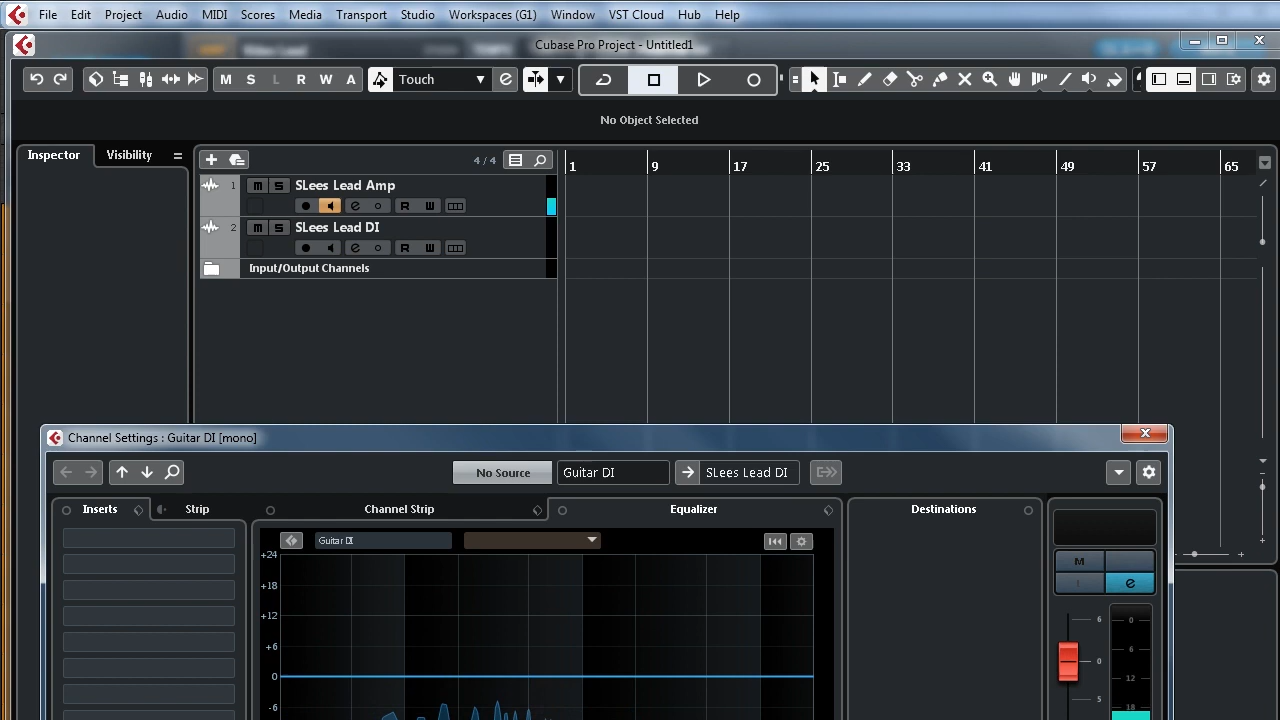 File Edit Project Audio MIDI Scores Media Transport Studio Workspaces (G1) Window VST Cloud Hub Help
Cubase Pro Project - Untitled1
M S L R W A Touch
No Object Selected
Inspector Visibility
4 / 4
1 9 17 25 33 41 49 57 65
1 m S SLees Lead Amp
e R W
2 m S SLees Lead DI
e R W
Input/Output Channels
Channel Settings : Guitar DI [mono]
No Source Guitar DI SLees Lead DI
Inserts Strip Channel Strip Equalizer Destinations
Guitar DI
+24
+18
+12
+6
0
-6
M
e
6 0
0 6
12
5
18